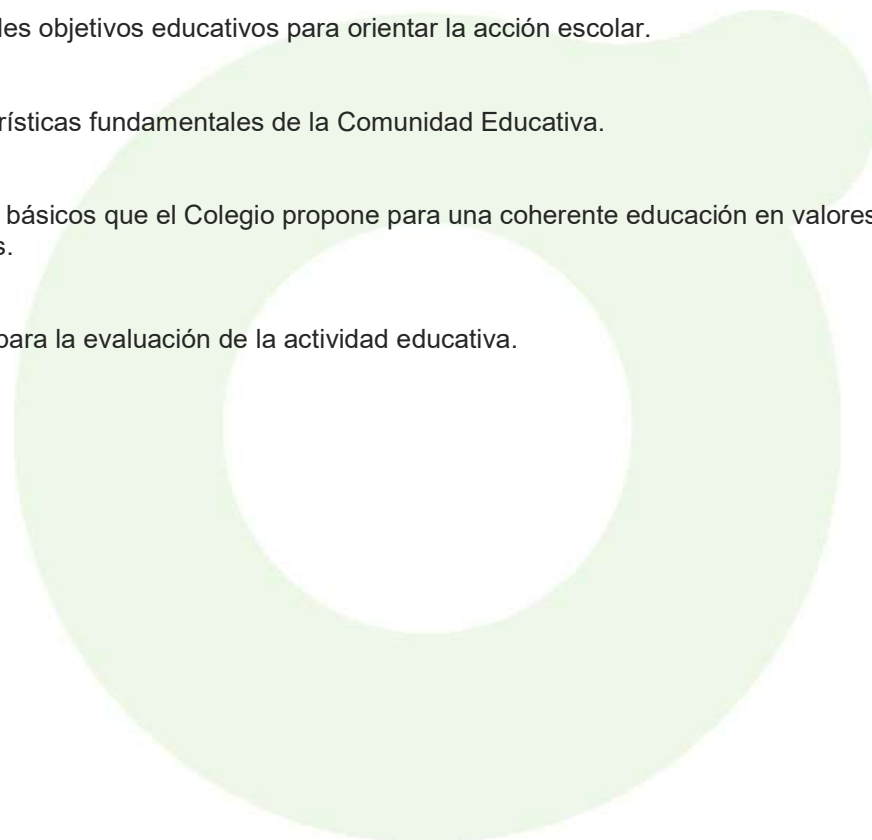 les objetivos educativos para orientar la acción escolar.
rísticas fundamentales de la Comunidad Educativa.
básicos que el Colegio propone para una coherente educación en valores
s.
para la evaluación de la actividad educativa.